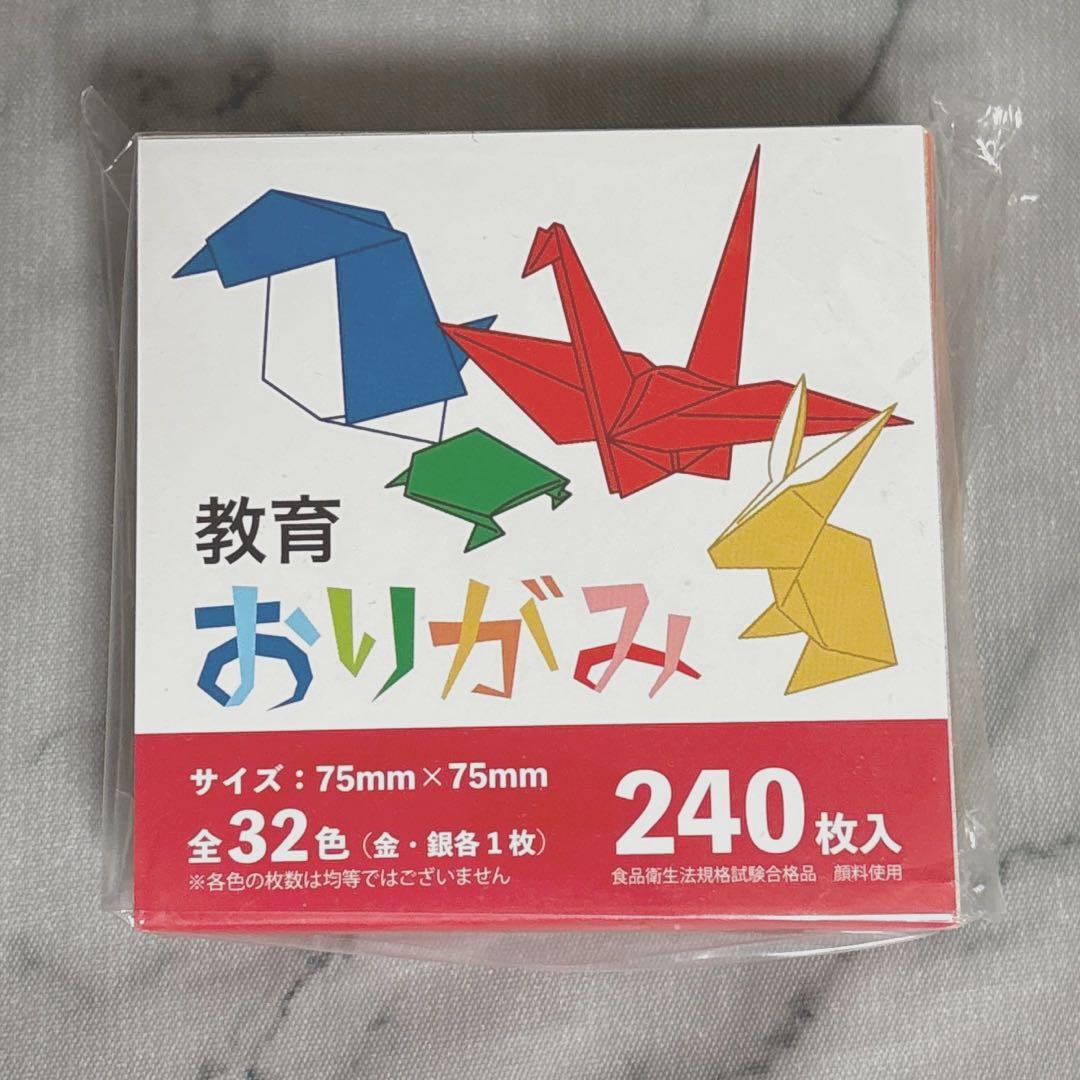 教育
おりがみ
サイズ：75mm×75mm
全32色（金・銀各1枚）
※各色の枚数は均等ではございません
240枚入
食品衛生法規格試験合格品　顔料使用